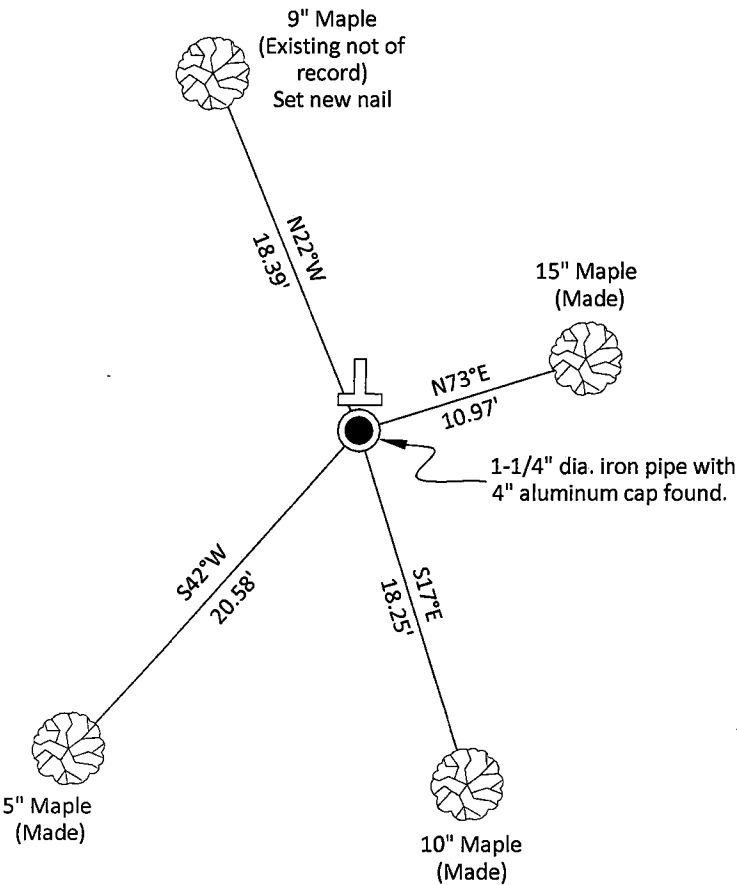 9" Maple
(Existing not of
record)
Set new nail
N22°W
18.39'
15" Maple
(Made)
N73°E
10.97'
1-1/4" dia. iron pipe with
4" aluminum cap found.
S42°W
20.58'
S17°E
18.25'
5" Maple
(Made)
10" Maple
(Made)